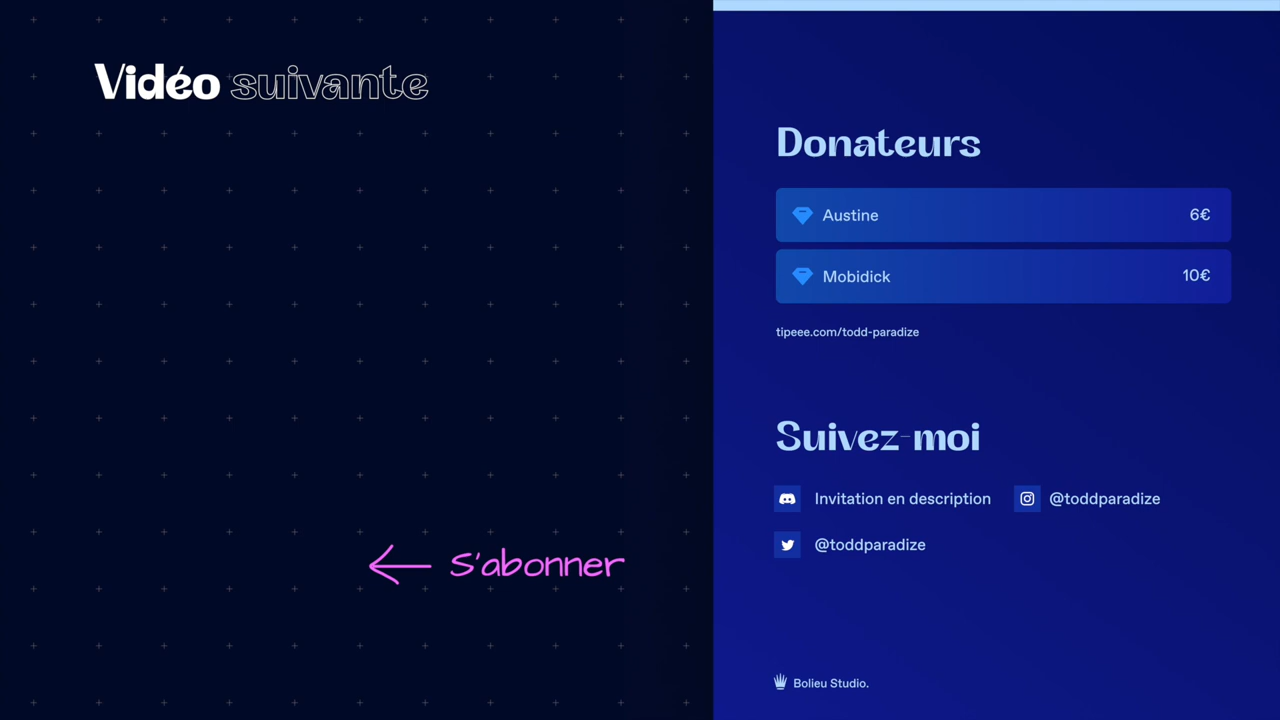 Vidéo suivante
S'abonner
Donateurs
Austine 6€
Mobidick 10€
tipeee.com/todd-paradize
Suivez-moi
Invitation en description @toddparadize
@toddparadize
Bolieu Studio.